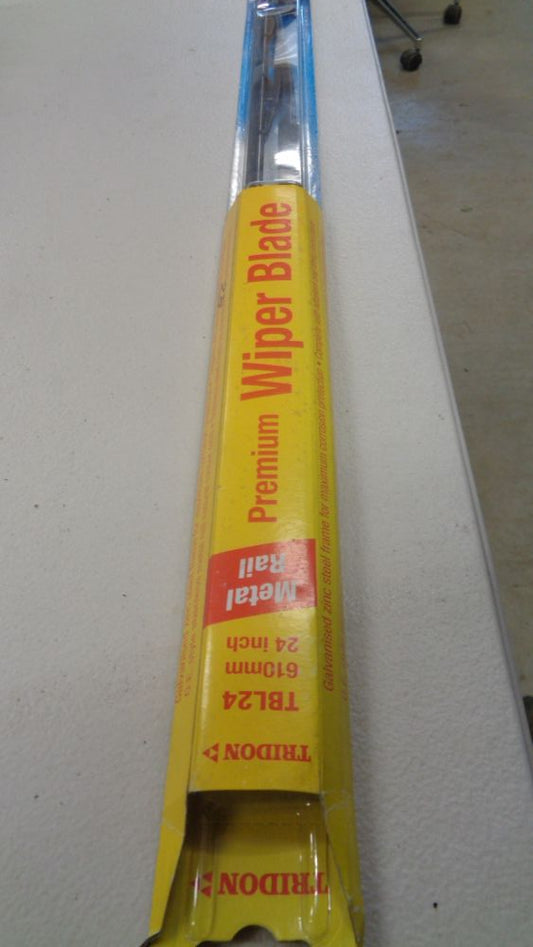 TRIDON
TRIDON
TBL24
610mm
24 inch
Metal
Rail
Premium Wiper Blade
Galvanised zinc steel frame for maximum corrosion protection •